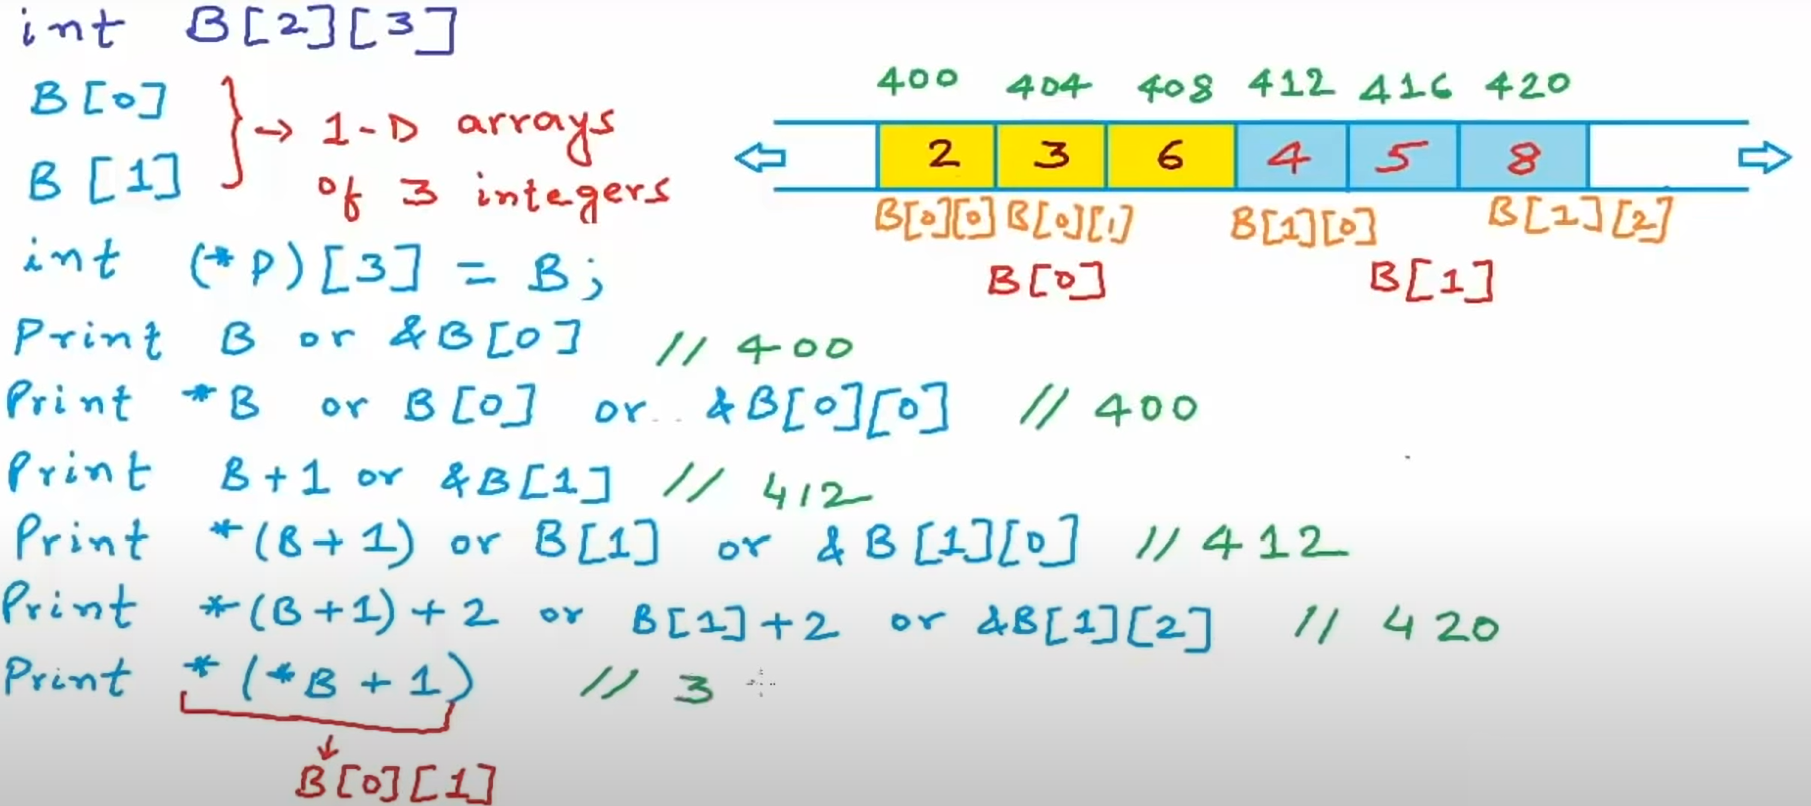 int B[2][3]
B[0]
B[1]
→ 1-D arrays
of 3 integers
int (*P)[3] = B;
Print B or &B[0] // 400
Print *B or B[0] or &B[0][0] // 400
Print B+1 or &B[1] // 412
Print *(B+1) or B[1] or &B[1][0] // 412
Print *(B+1)+2 or B[1]+2 or &B[1][2] // 420
Print *(*B+1) // 3
B[0][1]
400 404 408 412 416 420
2 3 6 4 5 8
B[0][0] B[0][1] B[1][0] B[1][2]
B[0] B[1]